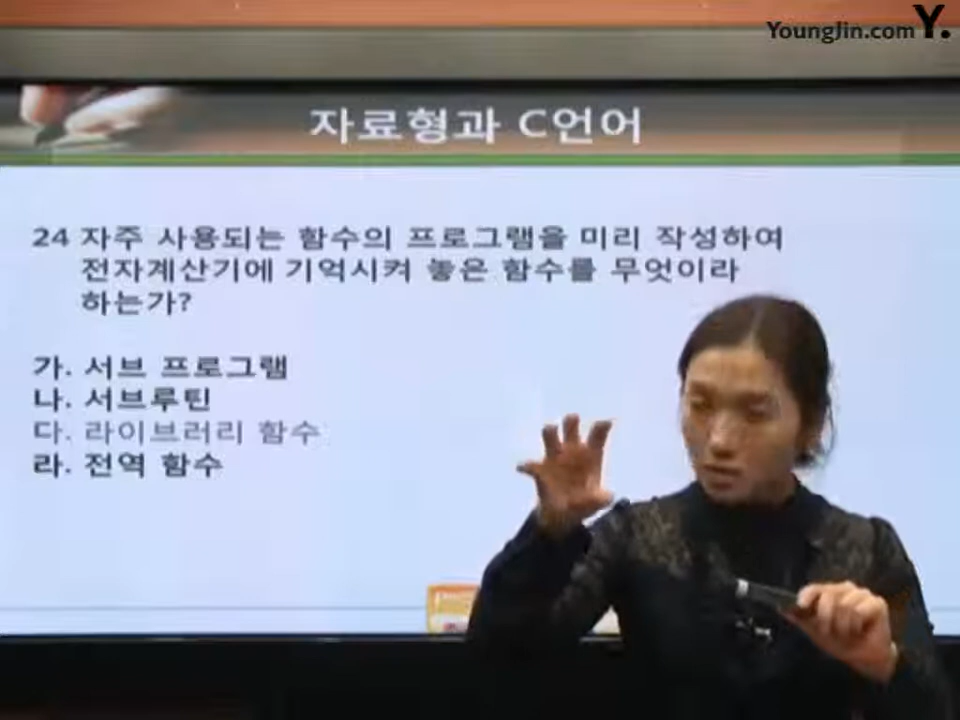 YoungJin.com Y.
자료형과 C언어
24 자주 사용되는 함수의 프로그램을 미리 작성하여
전자계산기에 기억시켜 놓은 함수를 무엇이라
하는가?
가. 서브 프로그램
나. 서브루틴
다. 라이브러리 함수
라. 전역 함수